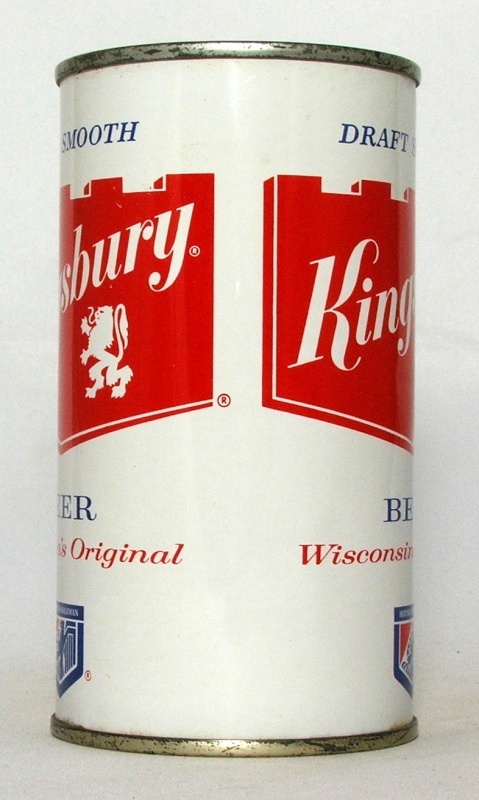 SMOOTH
DRAFT
sbury®
King
®
ER
BE
's Original
Wisconsin
®